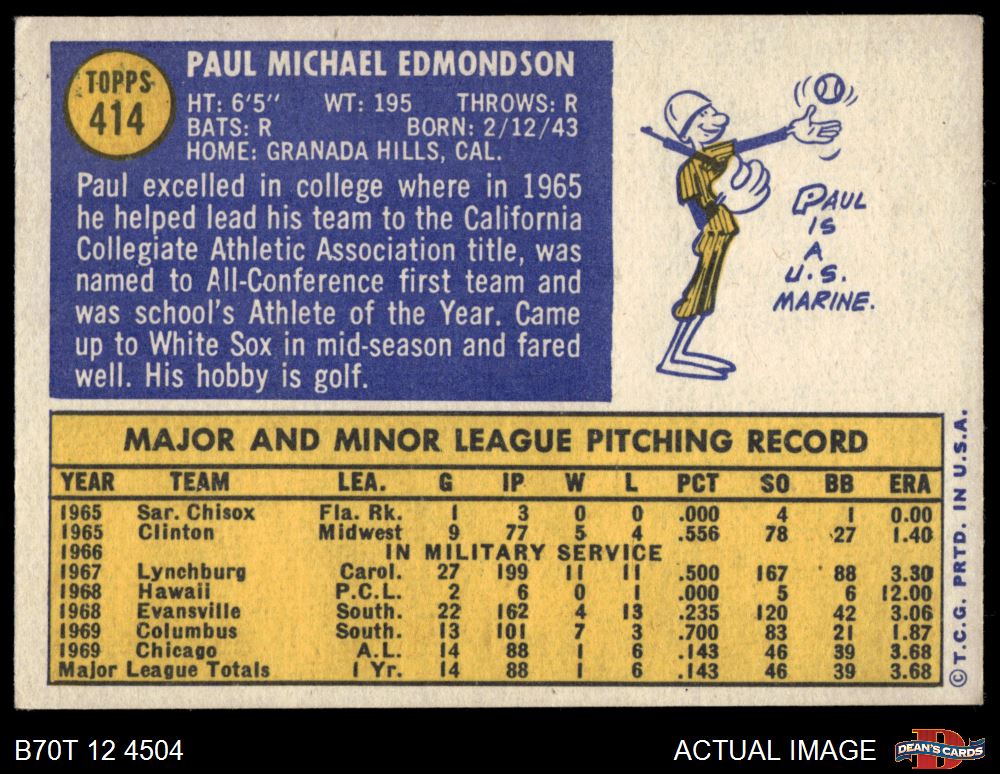 TOPPS
414
PAUL MICHAEL EDMONDSON
HT: 6'5" WT: 195 THROWS: R
BATS: R BORN: 2/12/43
HOME: GRANADA HILLS, CAL.
Paul excelled in college where in 1965
he helped lead his team to the California
Collegiate Athletic Association title, was
named to All-Conference first team and
was school's Athlete of the Year. Came
up to White Sox in mid-season and fared
well. His hobby is golf.
PAUL
IS
A
U.S.
MARINE.
MAJOR AND MINOR LEAGUE PITCHING RECORD
YEAR TEAM LEA. G IP W L PCT SO BB ERA
1965 Sar. Chisox Fla. Rk. 1 3 0 0 .000 4 1 0.00
1965 Clinton Midwest 9 77 5 4 .556 78 27 1.40
1966 IN MILITARY SERVICE
1967 Lynchburg Carol. 27 199 11 11 .500 167 88 3.30
1968 Hawaii P.C.L. 2 6 0 1 .000 5 6 12.00
1968 Evansville South. 22 162 4 13 .235 120 42 3.06
1969 Columbus South. 13 101 7 3 .700 83 21 1.87
1969 Chicago A.L. 14 88 1 6 .143 46 39 3.68
Major League Totals 1 Yr. 14 88 1 6 .143 46 39 3.68
© T.C.G. PRTD. IN U.S.A.
B70T 12 4504
ACTUAL IMAGE
D
DEAN'S CARDS